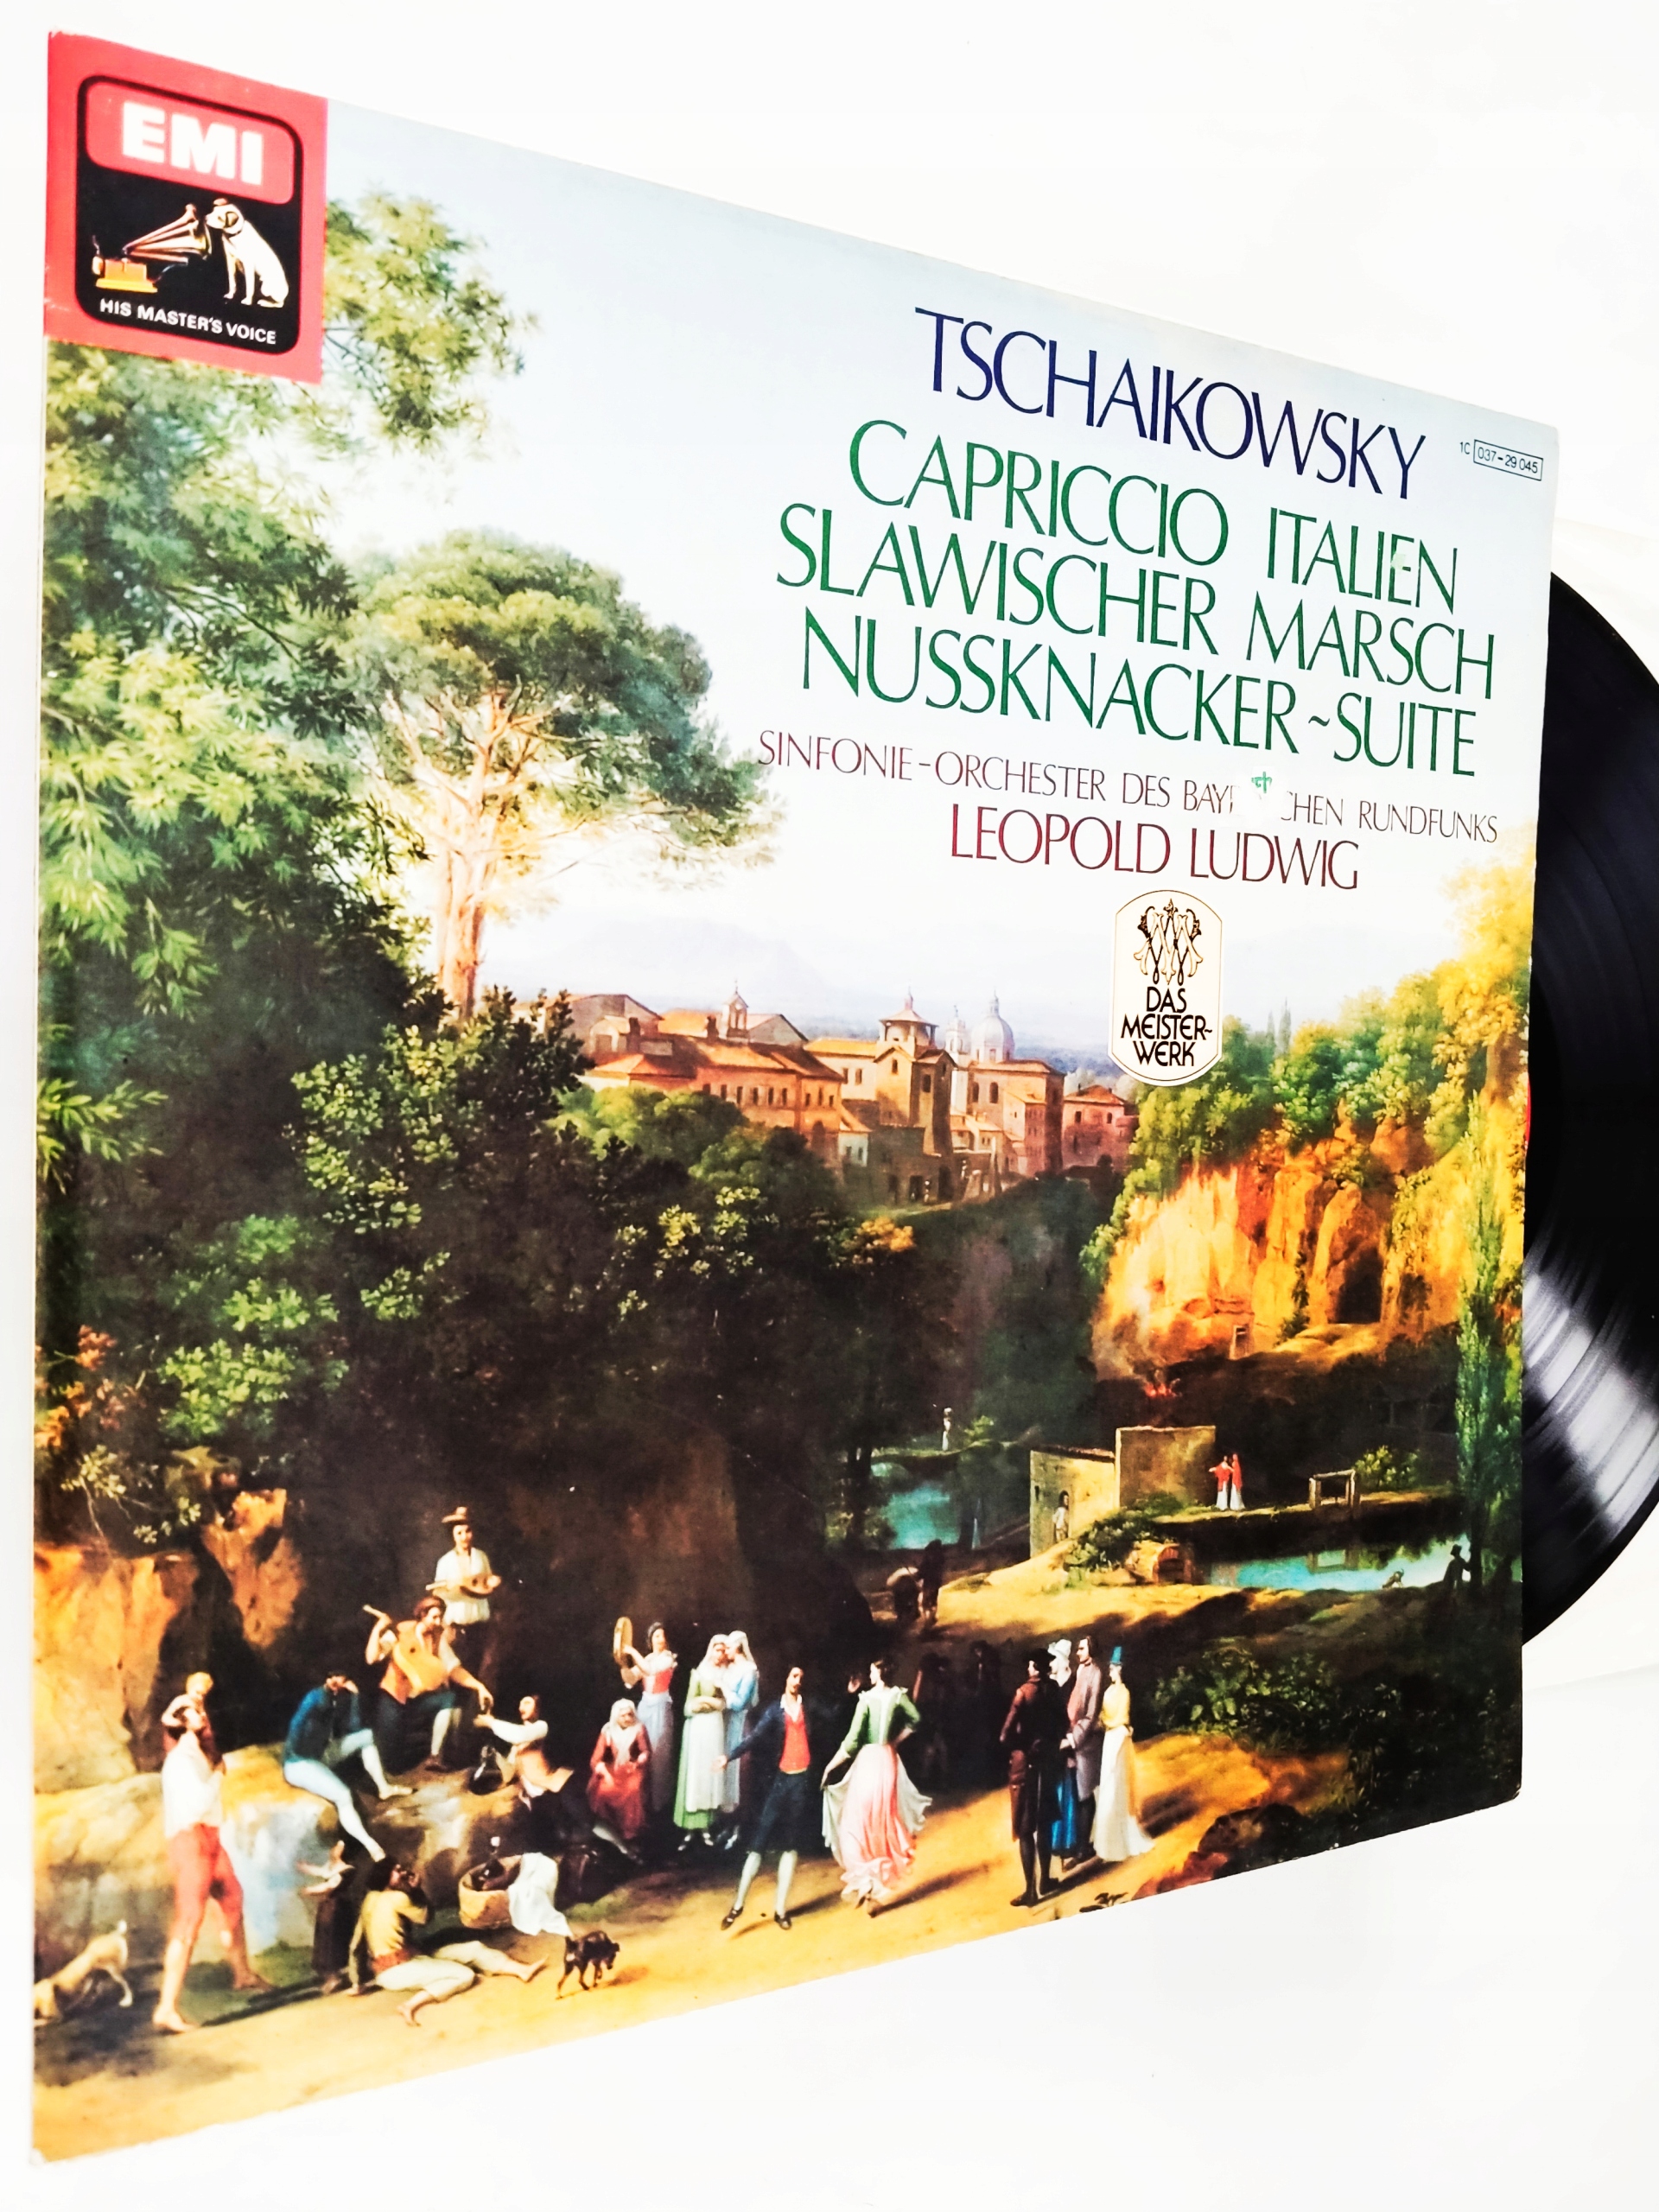 EMI
HIS MASTER'S VOICE
TSCHAIKOWSKY
1C 037-29 045
CAPRICCIO ITALIEN
SLAWISCHER MARSCH
NUSSKNACKER~SUITE
SINFONIE-ORCHESTER DES RUNDFUNKS
LEOPOLD LUDWIG
DAS
MEISTER-
WERK